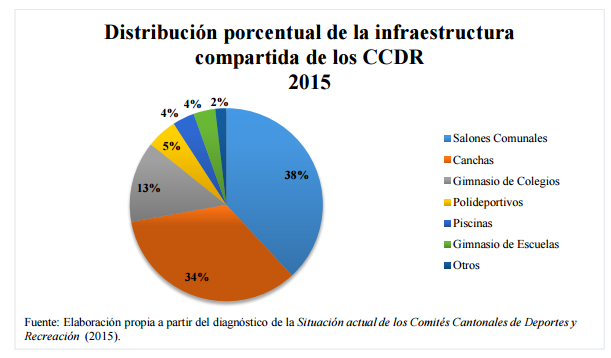 Distribución porcentual de la infraestructura
compartida de los CCDR
2015
4%
4%
2%
5%
13%
38%
34%
Salones Comunales
Canchas
Gimnasio de Colegios
Polideportivos
Piscinas
Gimnasio de Escuelas
Otros
Fuente: Elaboración propia a partir del diagnóstico de la Situación actual de los Comités Cantonales de Deportes y
Recreación (2015).